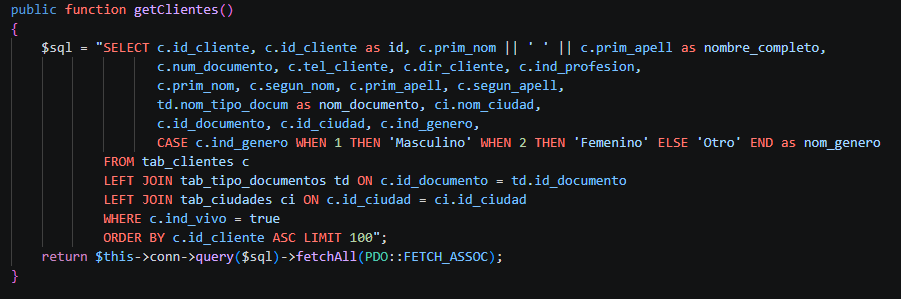 public function getClientes()
{
    $sql = "SELECT c.id_cliente, c.id_cliente as id, c.prim_nom || ' ' || c.prim_apell as nombre_completo,
                   c.num_documento, c.tel_cliente, c.dir_cliente, c.ind_profesion,
                   c.prim_nom, c.segun_nom, c.prim_apell, c.segun_apell,
                   td.nom_tipo_docum as nom_documento, ci.nom_ciudad,
                   c.id_documento, c.id_ciudad, c.ind_genero,
                   CASE c.ind_genero WHEN 1 THEN 'Masculino' WHEN 2 THEN 'Femenino' ELSE 'Otro' END as nom_genero
            FROM tab_clientes c
            LEFT JOIN tab_tipo_documentos td ON c.id_documento = td.id_documento
            LEFT JOIN tab_ciudades ci ON c.id_ciudad = ci.id_ciudad
            WHERE c.ind_vivo = true
            ORDER BY c.id_cliente ASC LIMIT 100";
    return $this->conn->query($sql)->fetchAll(PDO::FETCH_ASSOC);
}